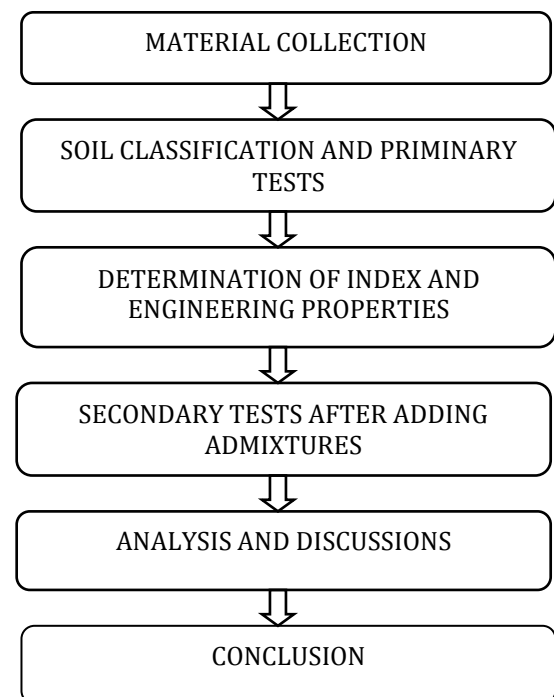 MATERIAL COLLECTION
SOIL CLASSIFICATION AND PRIMINARY
TESTS
DETERMINATION OF INDEX AND
ENGINEERING PROPERTIES
SECONDARY TESTS AFTER ADDING
ADMIXTURES
ANALYSIS AND DISCUSSIONS
CONCLUSION